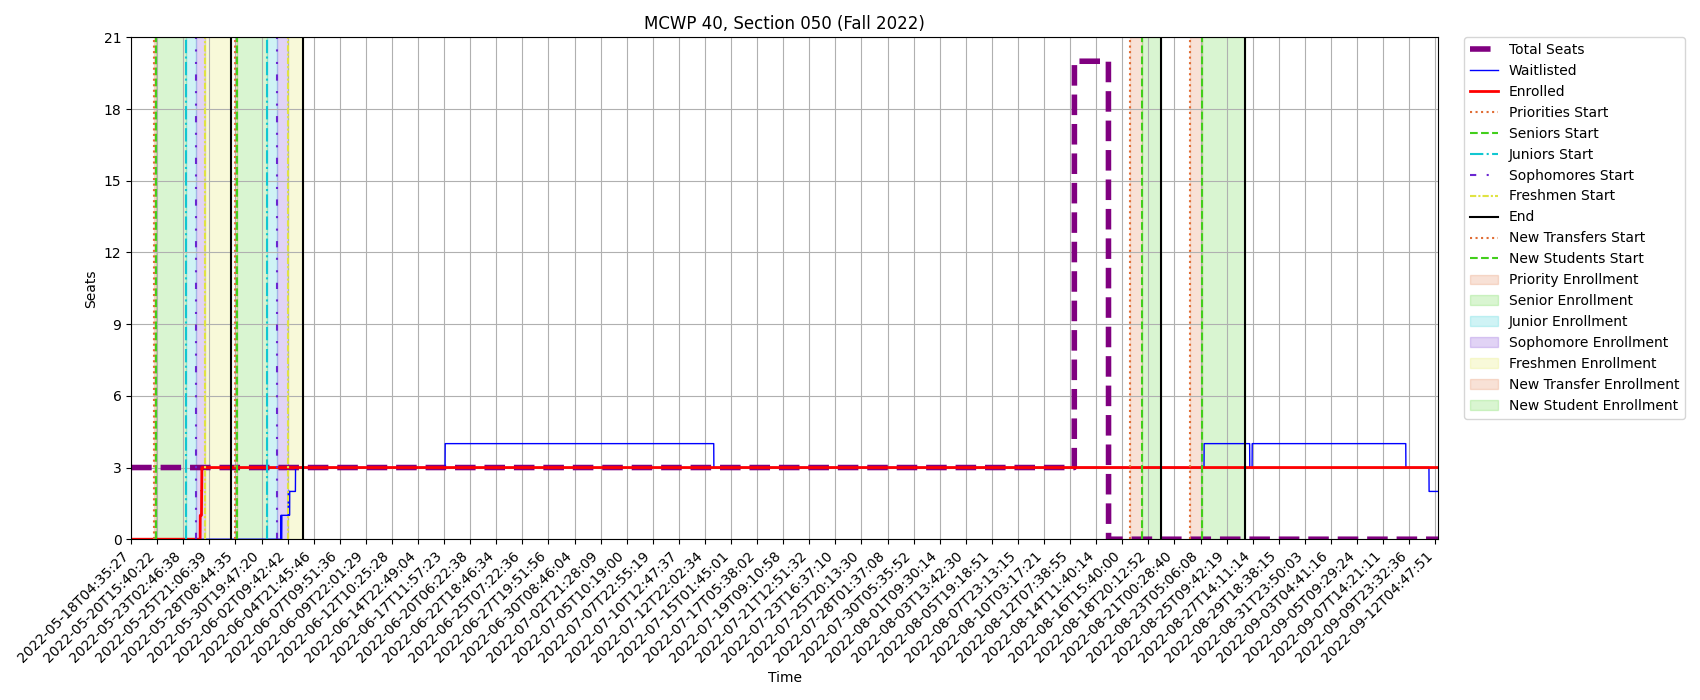 MCWP 40, Section 050 (Fall 2022)
Seats
21
18
15
12
9
6
3
0
2022-05-18T04:35:27
2022-05-20T15:40:22
2022-05-23T02:46:38
2022-05-25T21:06:39
2022-05-28T08:44:35
2022-05-30T19:47:20
2022-06-02T09:42:42
2022-06-04T21:45:46
2022-06-07T09:51:36
2022-06-09T22:01:29
2022-06-12T10:25:28
2022-06-14T22:49:04
2022-06-17T11:57:23
2022-06-20T02:22:38
2022-06-22T18:46:34
2022-06-25T07:22:36
2022-06-27T19:51:56
2022-06-30T08:46:04
2022-07-02T21:28:09
2022-07-05T10:19:00
2022-07-07T22:55:19
2022-07-10T12:47:37
2022-07-12T22:02:34
2022-07-15T01:45:01
2022-07-17T05:38:02
2022-07-19T09:10:58
2022-07-21T12:51:32
2022-07-23T16:37:10
2022-07-25T20:13:30
2022-07-28T01:37:08
2022-07-30T05:35:52
2022-08-01T09:30:14
2022-08-03T13:42:30
2022-08-05T19:18:51
2022-08-07T23:13:15
2022-08-10T03:17:21
2022-08-12T07:38:55
2022-08-14T11:40:14
2022-08-16T15:40:00
2022-08-18T20:12:52
2022-08-21T00:28:40
2022-08-23T05:06:08
2022-08-25T09:42:19
2022-08-27T14:11:14
2022-08-29T18:38:15
2022-08-31T23:50:03
2022-09-03T04:41:16
2022-09-05T09:29:24
2022-09-07T14:21:11
2022-09-09T23:32:36
2022-09-12T04:47:51
Time
Total Seats
Waitlisted
Enrolled
Priorities Start
Seniors Start
Juniors Start
Sophomores Start
Freshmen Start
End
New Transfers Start
New Students Start
Priority Enrollment
Senior Enrollment
Junior Enrollment
Sophomore Enrollment
Freshmen Enrollment
New Transfer Enrollment
New Student Enrollment